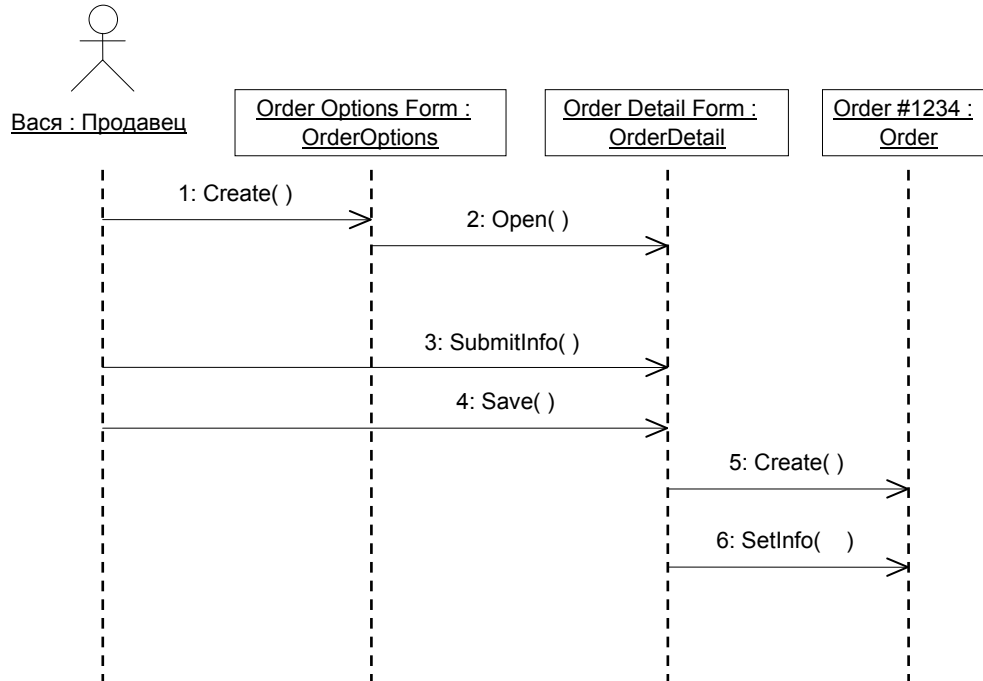 Вася : Продавец
Order Options Form :
OrderOptions
Order Detail Form :
OrderDetail
Order #1234 :
Order
1: Create( )
2: Open( )
3: SubmitInfo( )
4: Save( )
5: Create( )
6: SetInfo(    )